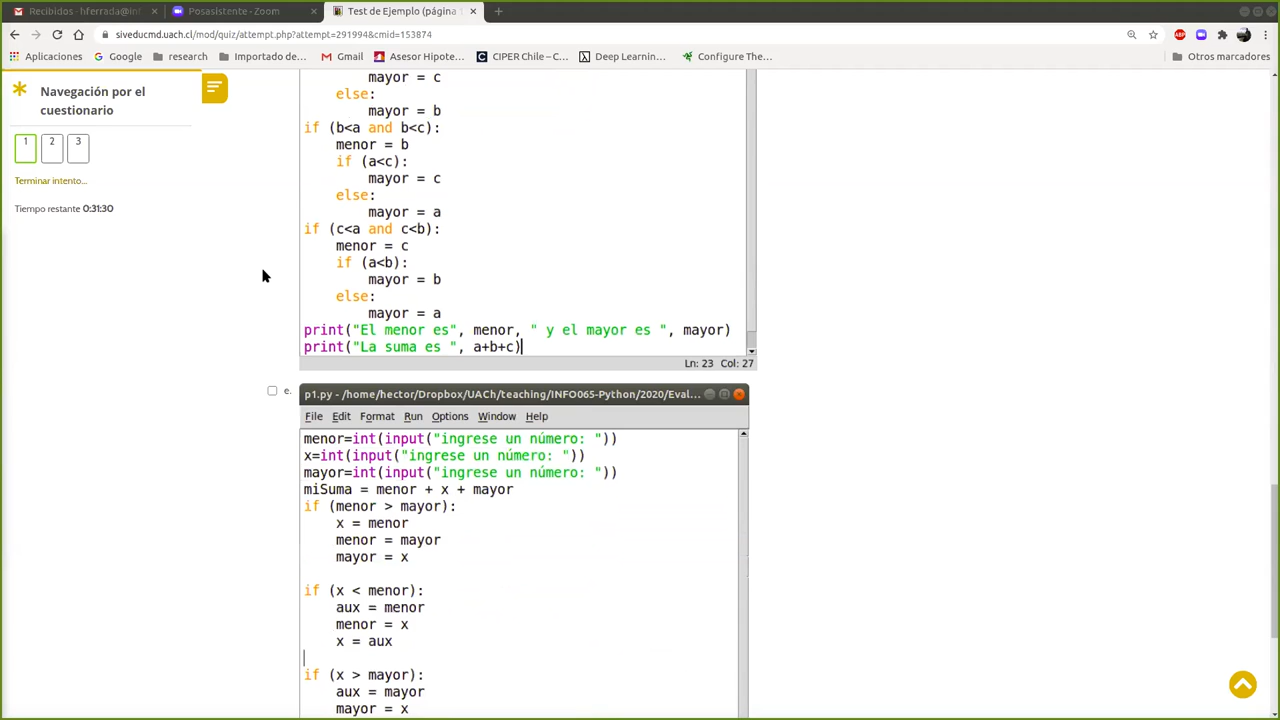 Recibidos - hferrada@inf
Posasistente - Zoom
Test de Ejemplo (página 1
siveducmd.uach.cl/mod/quiz/attempt.php?attempt=291994&cmid=153874
Aplicaciones
Google
research
Importado de...
Gmail
Asesor Hipote...
CIPER Chile – C...
Deep Learnin...
Configure The...
Otros marcadores
Navegación por el
cuestionario
1
2
3
Terminar intento...
Tiempo restante 0:31:30
mayor = c
else:
mayor = b
if (b<a and b<c):
menor = b
if (a<c):
mayor = c
else:
mayor = a
if (c<a and c<b):
menor = c
if (a<b):
mayor = b
else:
mayor = a
print("El menor es", menor, " y el mayor es ", mayor)
print("La suma es ", a+b+c)
Ln: 23 Col: 27
e.
p1.py - /home/hector/Dropbox/UACh/teaching/INFO065-Python/2020/Eval...
File Edit Format Run Options Window Help
menor=int(input("ingrese un número: "))
x=int(input("ingrese un número: "))
mayor=int(input("ingrese un número: "))
miSuma = menor + x + mayor
if (menor > mayor):
x = menor
menor = mayor
mayor = x
if (x < menor):
aux = menor
menor = x
x = aux
if (x > mayor):
aux = mayor
mayor = x